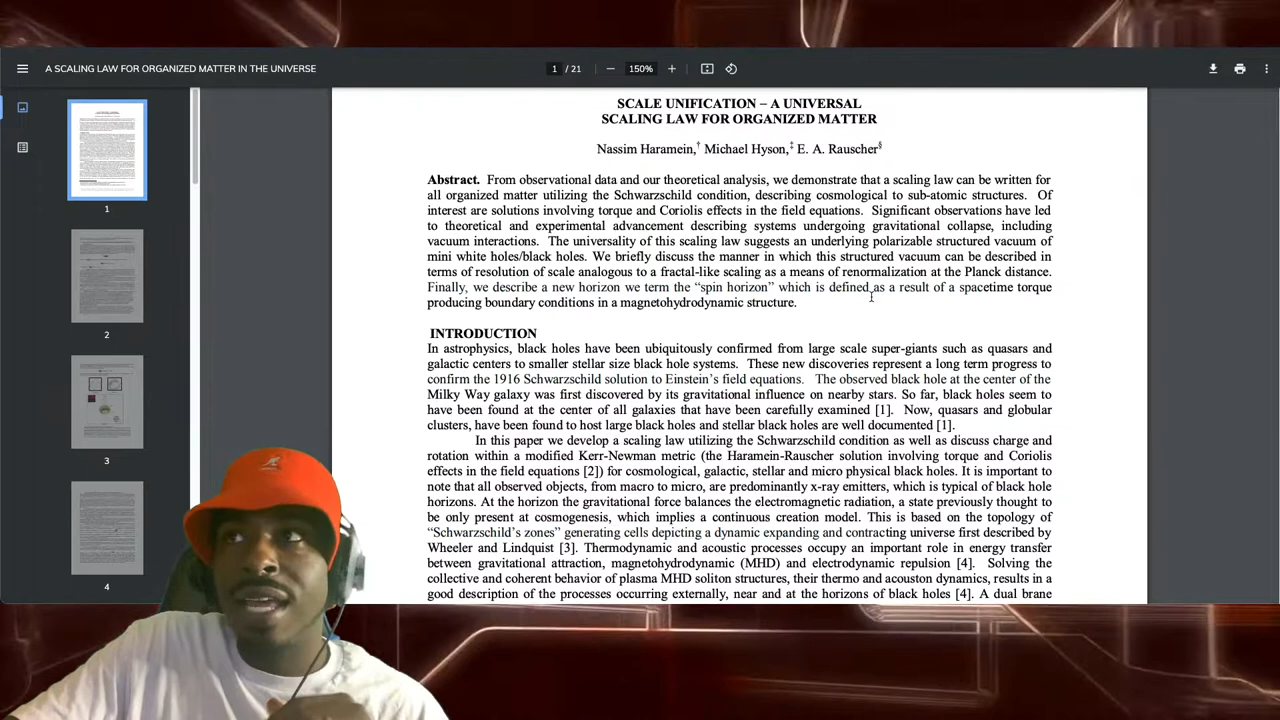 A SCALING LAW FOR ORGANIZED MATTER IN THE UNIVERSE
1 / 21
150%
1
2
3
4
SCALE UNIFICATION – A UNIVERSAL
SCALING LAW FOR ORGANIZED MATTER
Nassim Haramein,† Michael Hyson,‡ E. A. Rauscher§
Abstract. From observational data and our theoretical analysis, we demonstrate that a scaling law can be written for
all organized matter utilizing the Schwarzschild condition, describing cosmological to sub-atomic structures. Of
interest are solutions involving torque and Coriolis effects in the field equations. Significant observations have led
to theoretical and experimental advancement describing systems undergoing gravitational collapse, including
vacuum interactions. The universality of this scaling law suggests an underlying polarizable structured vacuum of
mini white holes/black holes. We briefly discuss the manner in which this structured vacuum can be described in
terms of resolution of scale analogous to a fractal-like scaling as a means of renormalization at the Planck distance.
Finally, we describe a new horizon we term the “spin horizon” which is defined as a result of a spacetime torque
producing boundary conditions in a magnetohydrodynamic structure.
INTRODUCTION
In astrophysics, black holes have been ubiquitously confirmed from large scale super-giants such as quasars and
galactic centers to smaller stellar size black hole systems. These new discoveries represent a long term progress to
confirm the 1916 Schwarzschild solution to Einstein’s field equations. The observed black hole at the center of the
Milky Way galaxy was first discovered by its gravitational influence on nearby stars. So far, black holes seem to
have been found at the center of all galaxies that have been carefully examined [1]. Now, quasars and globular
clusters, have been found to host large black holes and stellar black holes are well documented [1].
In this paper we develop a scaling law utilizing the Schwarzschild condition as well as discuss charge and
rotation within a modified Kerr-Newman metric (the Haramein-Rauscher solution involving torque and Coriolis
effects in the field equations [2]) for cosmological, galactic, stellar and micro physical black holes. It is important to
note that all observed objects, from macro to micro, are predominantly x-ray emitters, which is typical of black hole
horizons. At the horizon the gravitational force balances the electromagnetic radiation, a state previously thought to
be only present at cosmogenesis, which implies a continuous creation model. This is based on the topology of
“Schwarzschild’s zones” generating cells depicting a dynamic expanding and contracting universe first described by
Wheeler and Lindquist [3]. Thermodynamic and acoustic processes occupy an important role in energy transfer
between gravitational attraction, magnetohydrodynamic (MHD) and electrodynamic repulsion [4]. Solving the
collective and coherent behavior of plasma MHD soliton structures, their thermo and acouston dynamics, results in a
good description of the processes occurring externally, near and at the horizons of black holes [4]. A dual brane